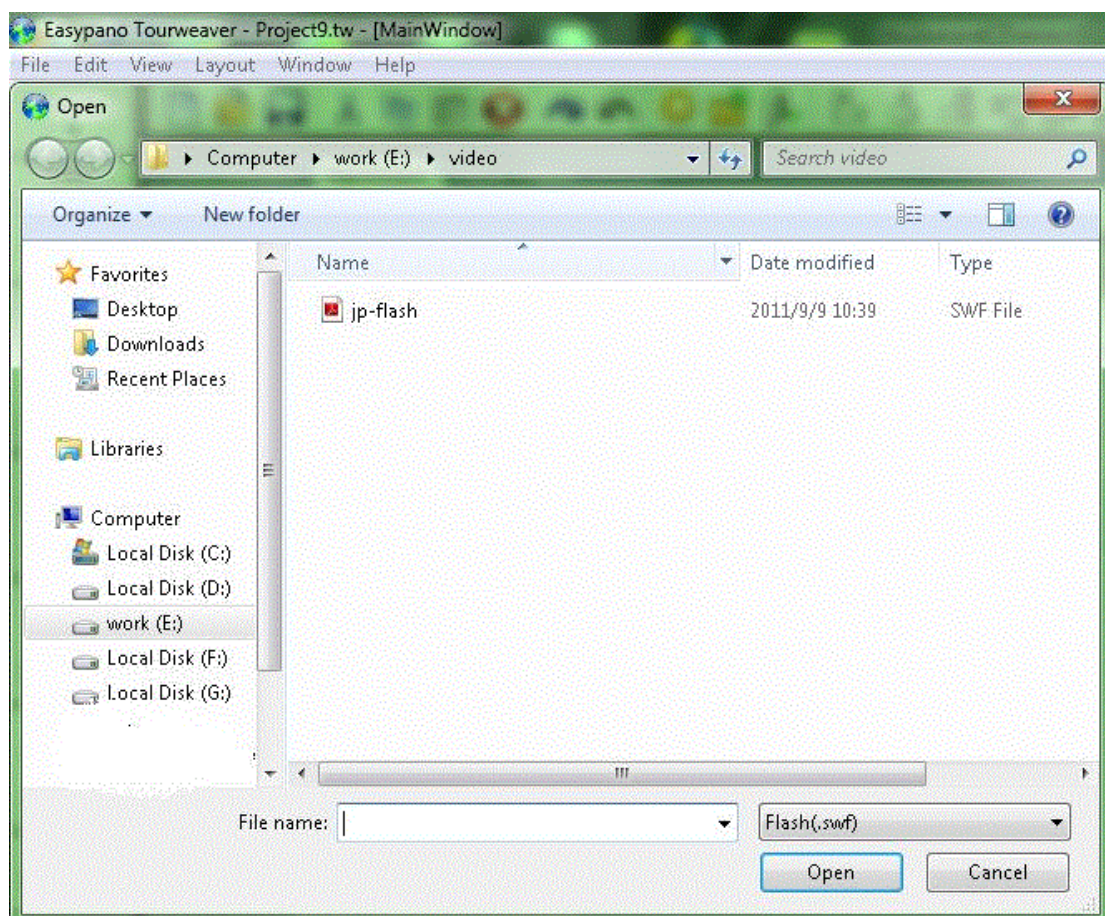 Easypano Tourweaver - Project9.tw - [MainWindow]
File Edit View Layout Window Help
Open
Computer work (E:) video Search video
Organize New folder
Name Date modified Type
Favorites
Desktop
Downloads
Recent Places
Libraries
Computer
Local Disk (C:)
Local Disk (D:)
work (E:)
Local Disk (F:)
Local Disk (G:)
jp-flash 2011/9/9 10:39 SWF File
File name: Flash(.swf)
Open Cancel